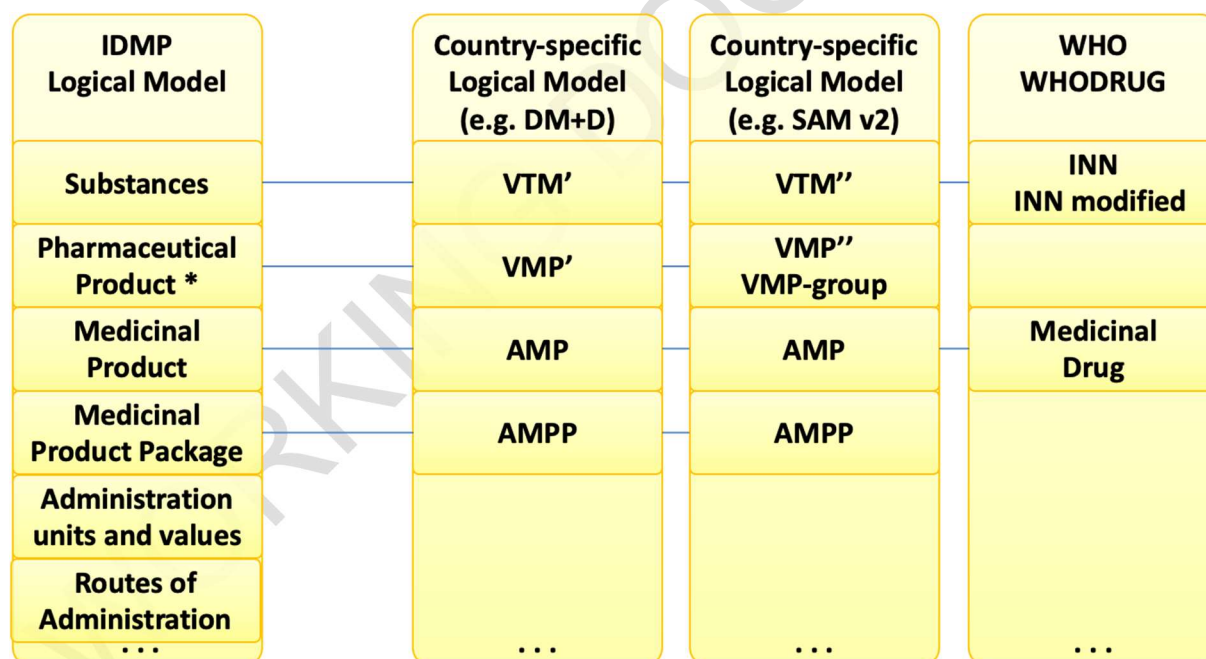 IDMP
Logical Model
Country-specific
Logical Model
(e.g. DM+D)
Country-specific
Logical Model
(e.g. SAM v2)
WHO
WHODRUG
Substances
VTM’
VTM’’
INN
INN modified
Pharmaceutical
Product *
VMP’
VMP’’
VMP-group
Medicinal
Product
AMP
AMP
Medicinal
Drug
Medicinal
Product Package
AMPP
AMPP
Administration
units and values
Routes of
Administration
. . .
. . .
. . .
. . .